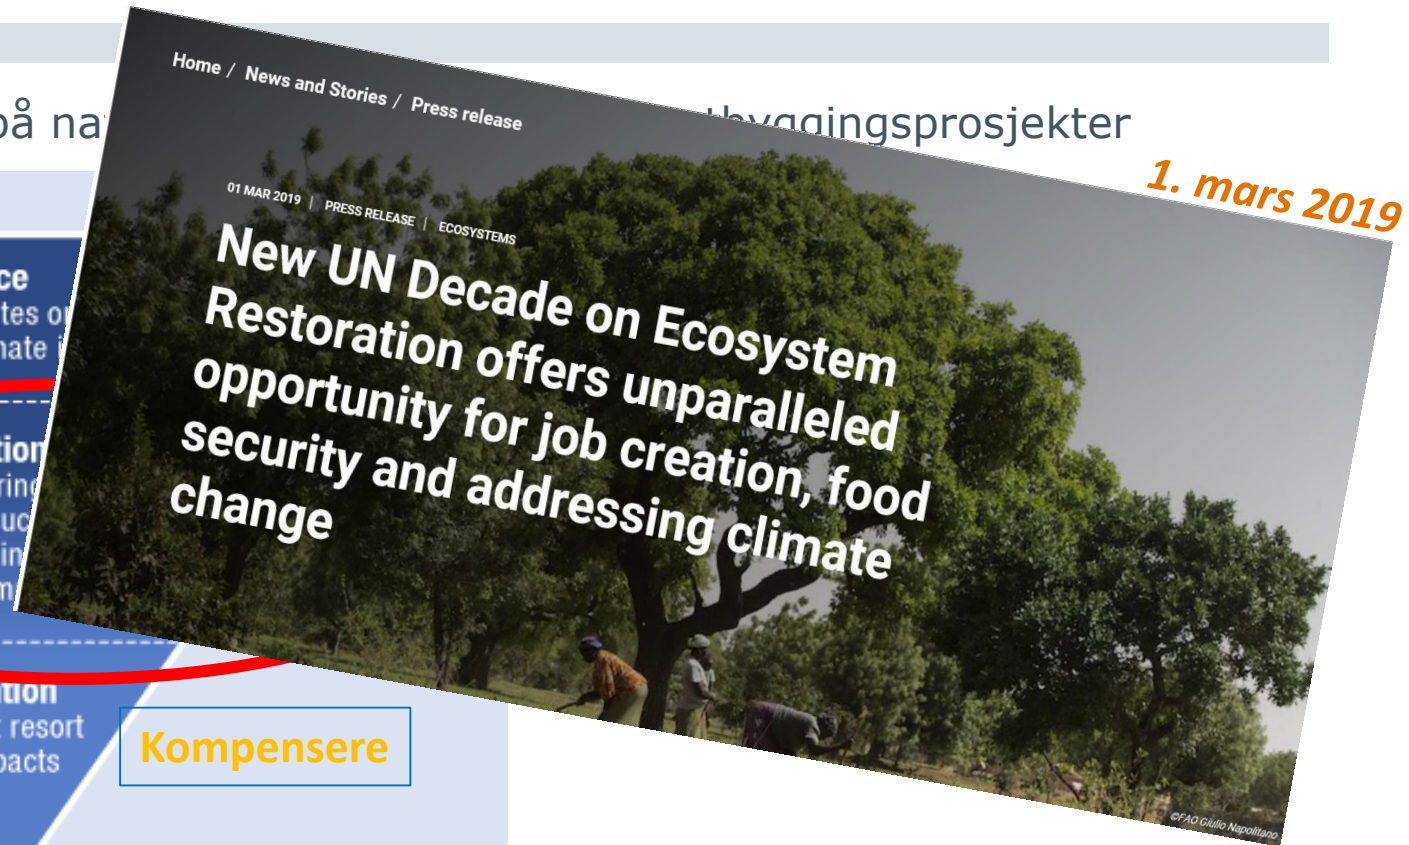 på
utbyggingsprosjekter
1. mars 2019
Home / News and Stories / Press release
01 MAR 2019 | PRESS RELEASE | ECOSYSTEMS
New UN Decade on Ecosystem
Restoration offers unparalleled
opportunity for job creation, food
security and addressing climate
change
resort
Kompensere
©FAO Giulio Napolitano